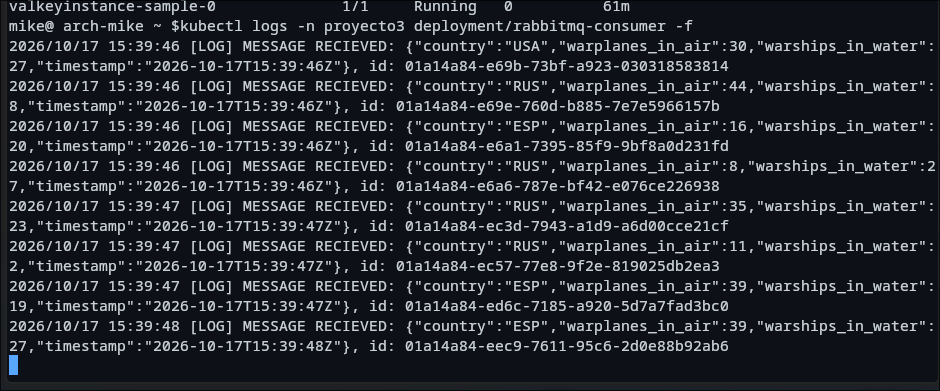 valkeyinstance-sample-0 1/1 Running 0 61m
mike@ arch-mike ~ $kubectl logs -n proyecto3 deployment/rabbitmq-consumer -f
2026/10/17 15:39:46 [LOG] MESSAGE RECIEVED: {"country":"USA","warplanes_in_air":30,"warships_in_water":
27,"timestamp":"2026-10-17T15:39:46Z"}, id: 01a14a84-e69b-73bf-a923-030318583814
2026/10/17 15:39:46 [LOG] MESSAGE RECIEVED: {"country":"RUS","warplanes_in_air":44,"warships_in_water":
8,"timestamp":"2026-10-17T15:39:46Z"}, id: 01a14a84-e69e-760d-b885-7e7e5966157b
2026/10/17 15:39:46 [LOG] MESSAGE RECIEVED: {"country":"ESP","warplanes_in_air":16,"warships_in_water":
20,"timestamp":"2026-10-17T15:39:46Z"}, id: 01a14a84-e6a1-7395-85f9-9bf8a0d231fd
2026/10/17 15:39:46 [LOG] MESSAGE RECIEVED: {"country":"RUS","warplanes_in_air":8,"warships_in_water":2
7,"timestamp":"2026-10-17T15:39:46Z"}, id: 01a14a84-e6a6-787e-bf42-e076ce226938
2026/10/17 15:39:47 [LOG] MESSAGE RECIEVED: {"country":"RUS","warplanes_in_air":35,"warships_in_water":
23,"timestamp":"2026-10-17T15:39:47Z"}, id: 01a14a84-ec3d-7943-a1d9-a6d00cce21cf
2026/10/17 15:39:47 [LOG] MESSAGE RECIEVED: {"country":"RUS","warplanes_in_air":11,"warships_in_water":
2,"timestamp":"2026-10-17T15:39:47Z"}, id: 01a14a84-ec57-77e8-9f2e-819025db2ea3
2026/10/17 15:39:47 [LOG] MESSAGE RECIEVED: {"country":"ESP","warplanes_in_air":39,"warships_in_water":
19,"timestamp":"2026-10-17T15:39:47Z"}, id: 01a14a84-ed6c-7185-a920-5d7a7fad3bc0
2026/10/17 15:39:48 [LOG] MESSAGE RECIEVED: {"country":"ESP","warplanes_in_air":39,"warships_in_water":
27,"timestamp":"2026-10-17T15:39:48Z"}, id: 01a14a84-eec9-7611-95c6-2d0e88b92ab6